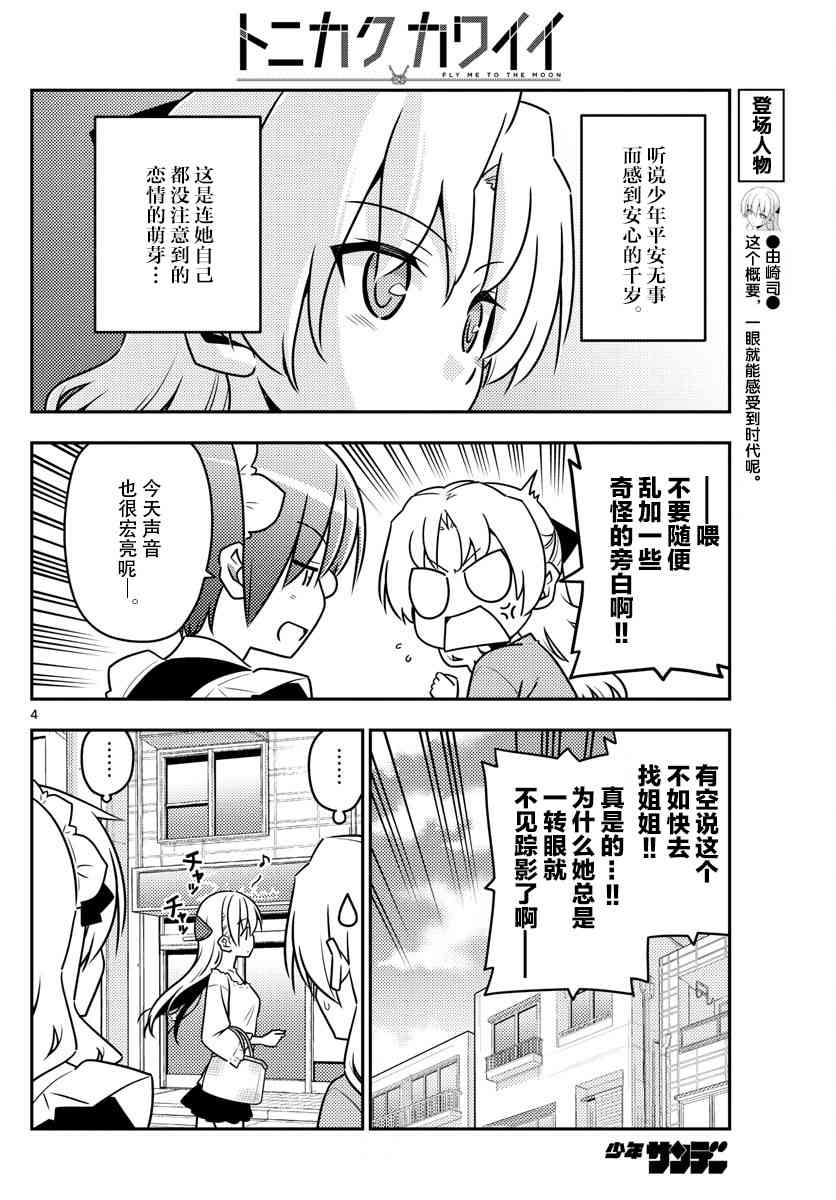 トニカクカワイイ
FLY ME TO THE MOON
登场人物
●由崎司●
这个概要，一眼就能感受到时代呢。
听说少年平安无事
而感到安心的千岁。
这是连她自己
都没注意到的
恋情的萌芽…
——喂
不要随便
乱加一些
奇怪的旁白啊!!
今天声音
也很宏亮呢—。
4
有空说这个
不如快去
找姐姐!!
真是的…!!
为什么她总是
一转眼就
不见踪影了啊——
……
……
♪
チャッ
チャッ
少年サンデー